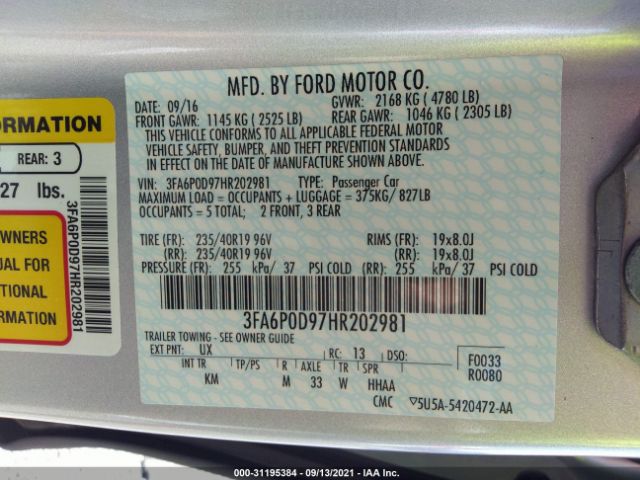 MFD. BY FORD MOTOR CO.
DATE: 09/16 GVWR: 2168 KG ( 4780 LB)
FRONT GAWR: 1145 KG ( 2525 LB) REAR GAWR: 1046 KG ( 2305 LB)
THIS VEHICLE CONFORMS TO ALL APPLICABLE FEDERAL MOTOR
VEHICLE SAFETY, BUMPER, AND THEFT PREVENTION STANDARDS
IN EFFECT ON THE DATE OF MANUFACTURE SHOWN ABOVE.
VIN: 3FA6P0D97HR202981 TYPE: Passenger Car
MAXIMUM LOAD = OCCUPANTS + LUGGAGE = 375KG/ 827LB
OCCUPANTS = 5 TOTAL; 2 FRONT, 3 REAR
TIRE (FR): 235/40R19 96V RIMS (FR): 19x8.0J
(RR): 235/40R19 96V (RR): 19x8.0J
PRESSURE (FR): 255 kPa/ 37 PSI COLD (RR): 255 kPa/ 37 PSI COLD
3FA6P0D97HR202981
TRAILER TOWING - SEE OWNER GUIDE
EXT PNT: UX RC: 13 DSO: F0033
INT TR TP/PS R AXLE TR SPR R0080
KM M 33 W HHAA
CMC 5U5A-5420472-AA
ORMATION
REAR: 3
27 lbs.
WNERS
UAL FOR
TIONAL
RMATION
3FA6P0D97HR202981
000-31195384 - 09/13/2021 - IAA Inc.